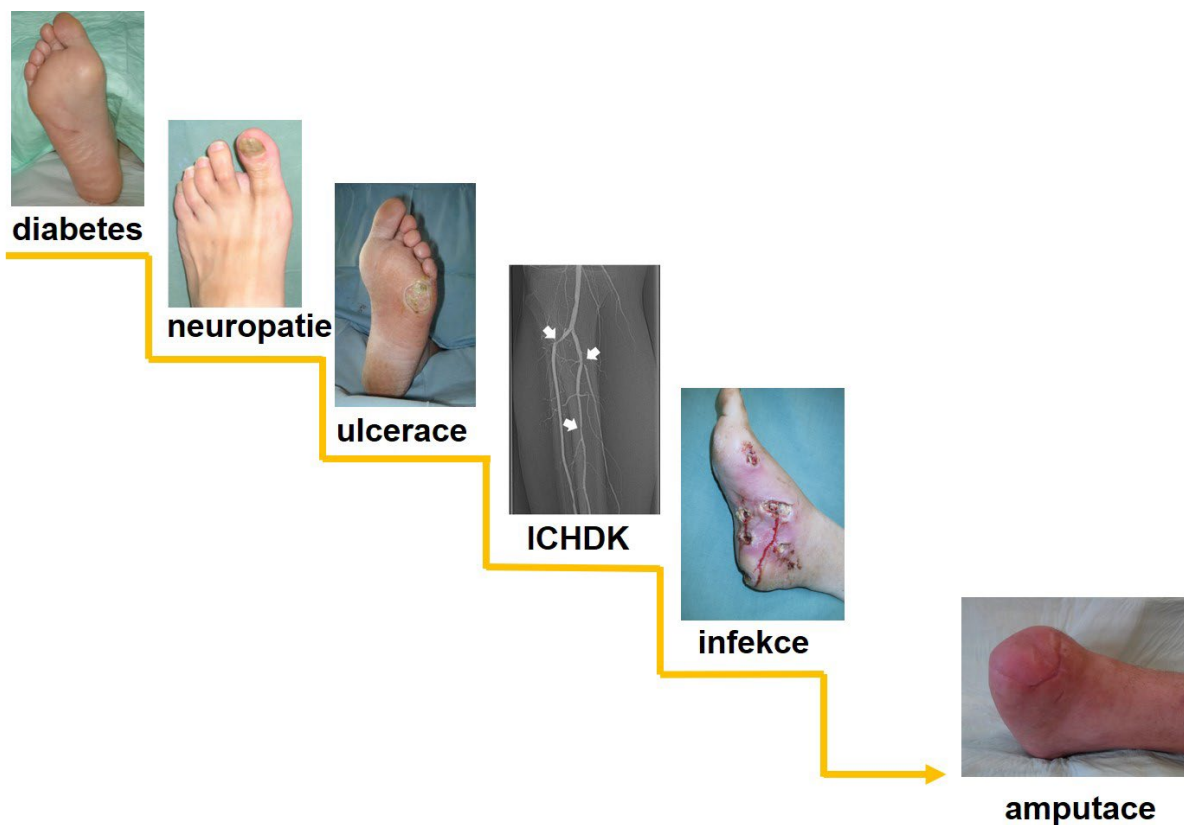 diabetes
neuropatie
ulcerace
ICHDK
infekce
amputace